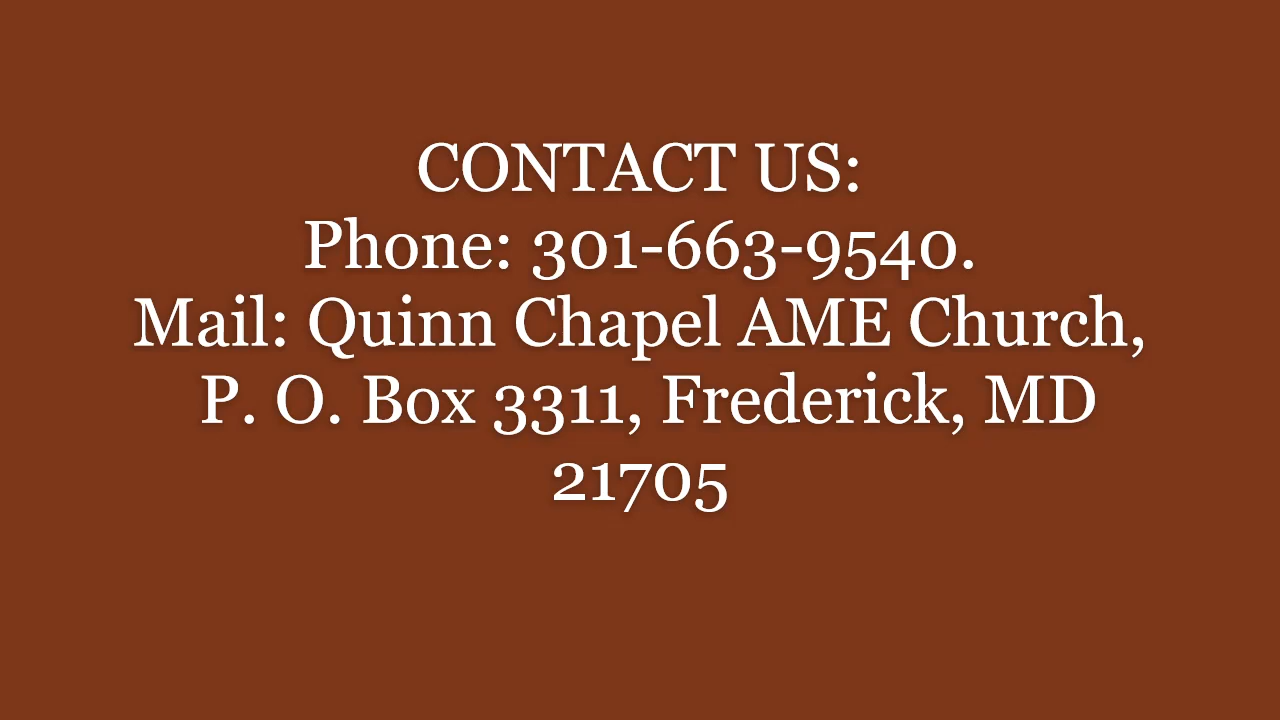 CONTACT US:
Phone: 301-663-9540.
Mail: Quinn Chapel AME Church,
P. O. Box 3311, Frederick, MD
21705